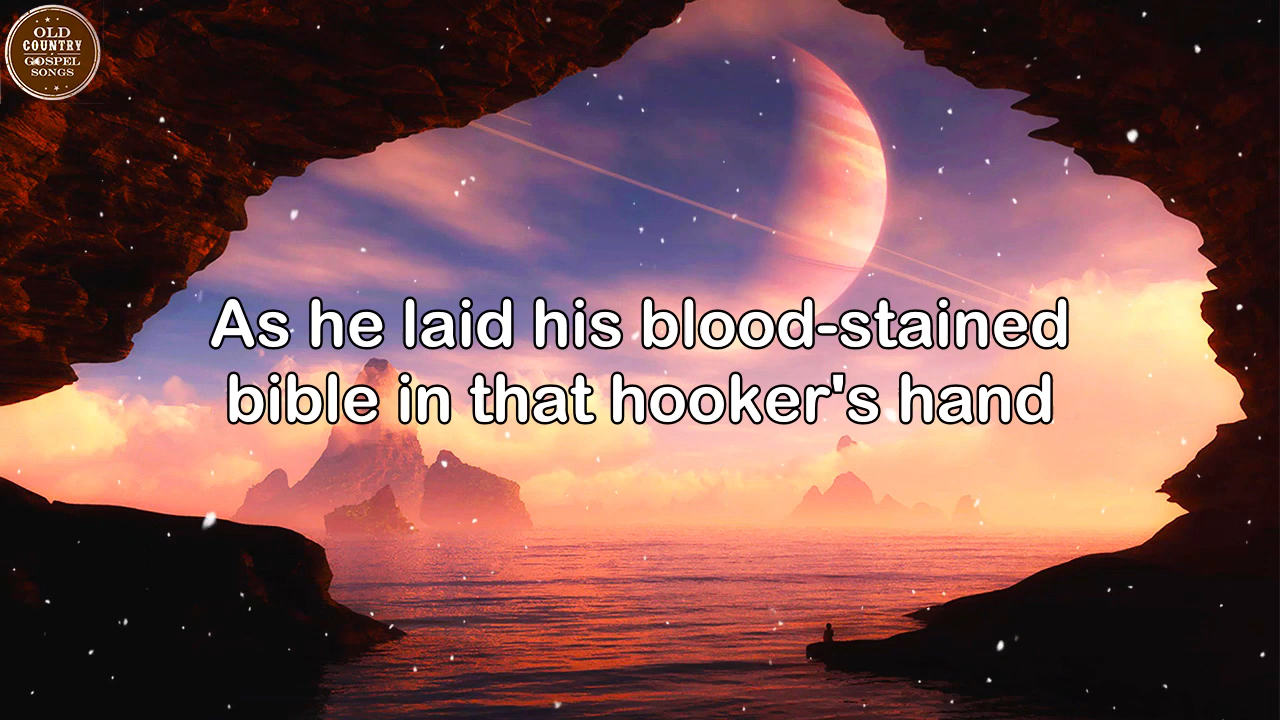 OLD
COUNTRY
GOSPEL
SONGS
As he laid his blood-stained
bible in that hooker's hand